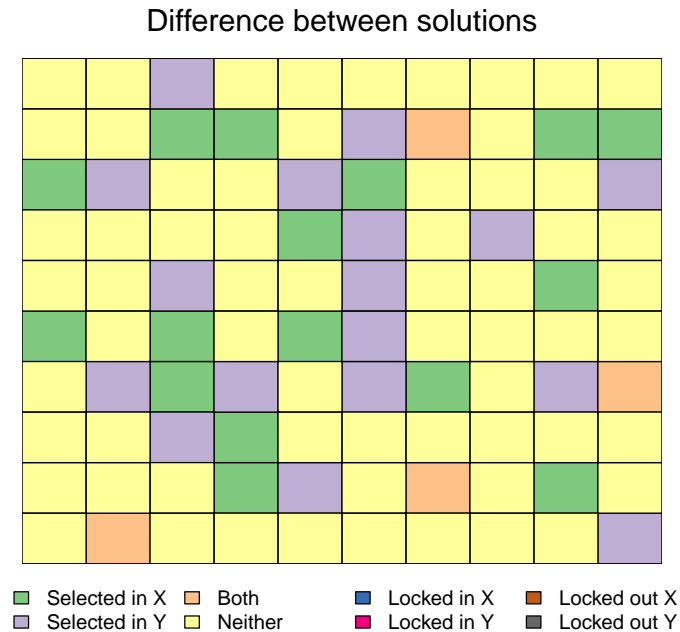 Difference between solutions
Selected in X Both Locked in X Locked out X
Selected in Y Neither Locked in Y Locked out Y